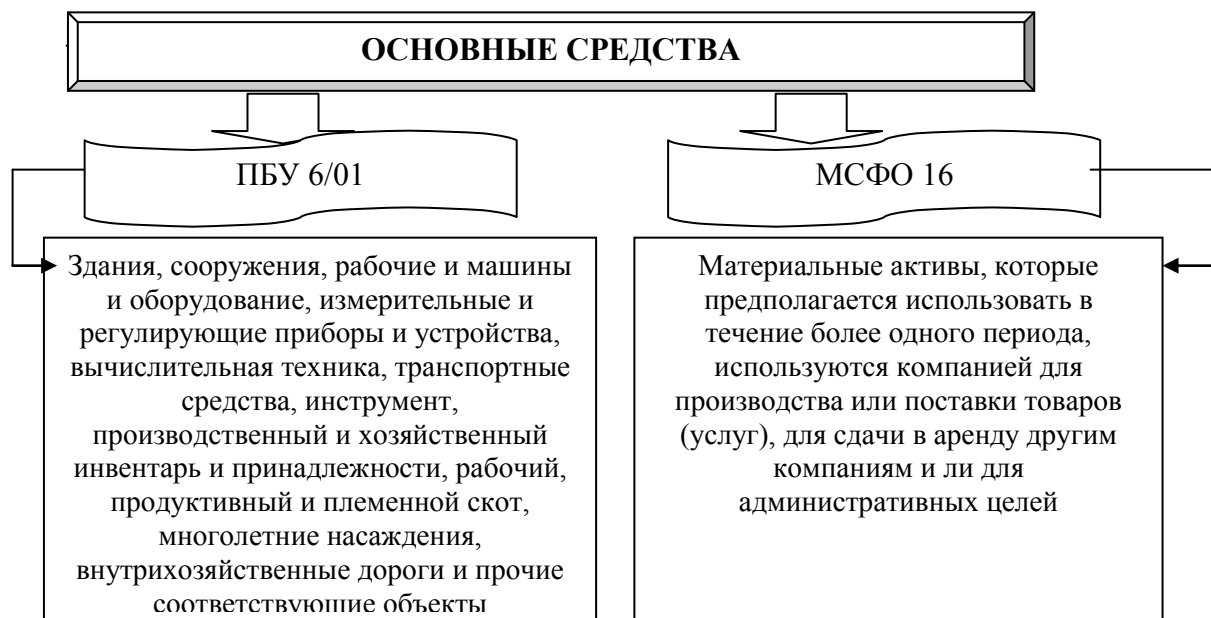 ОСНОВНЫЕ СРЕДСТВА
ПБУ 6/01
МСФО 16
Здания, сооружения, рабочие и машины
и оборудование, измерительные и
регулирующие приборы и устройства,
вычислительная техника, транспортные
средства, инструмент,
производственный и хозяйственный
инвентарь и принадлежности, рабочий,
продуктивный и племенной скот,
многолетние насаждения,
внутрихозяйственные дороги и прочие
соответствующие объекты
Материальные активы, которые
предполагается использовать в
течение более одного периода,
используются компанией для
производства или поставки товаров
(услуг), для сдачи в аренду другим
компаниям и ли для
административных целей